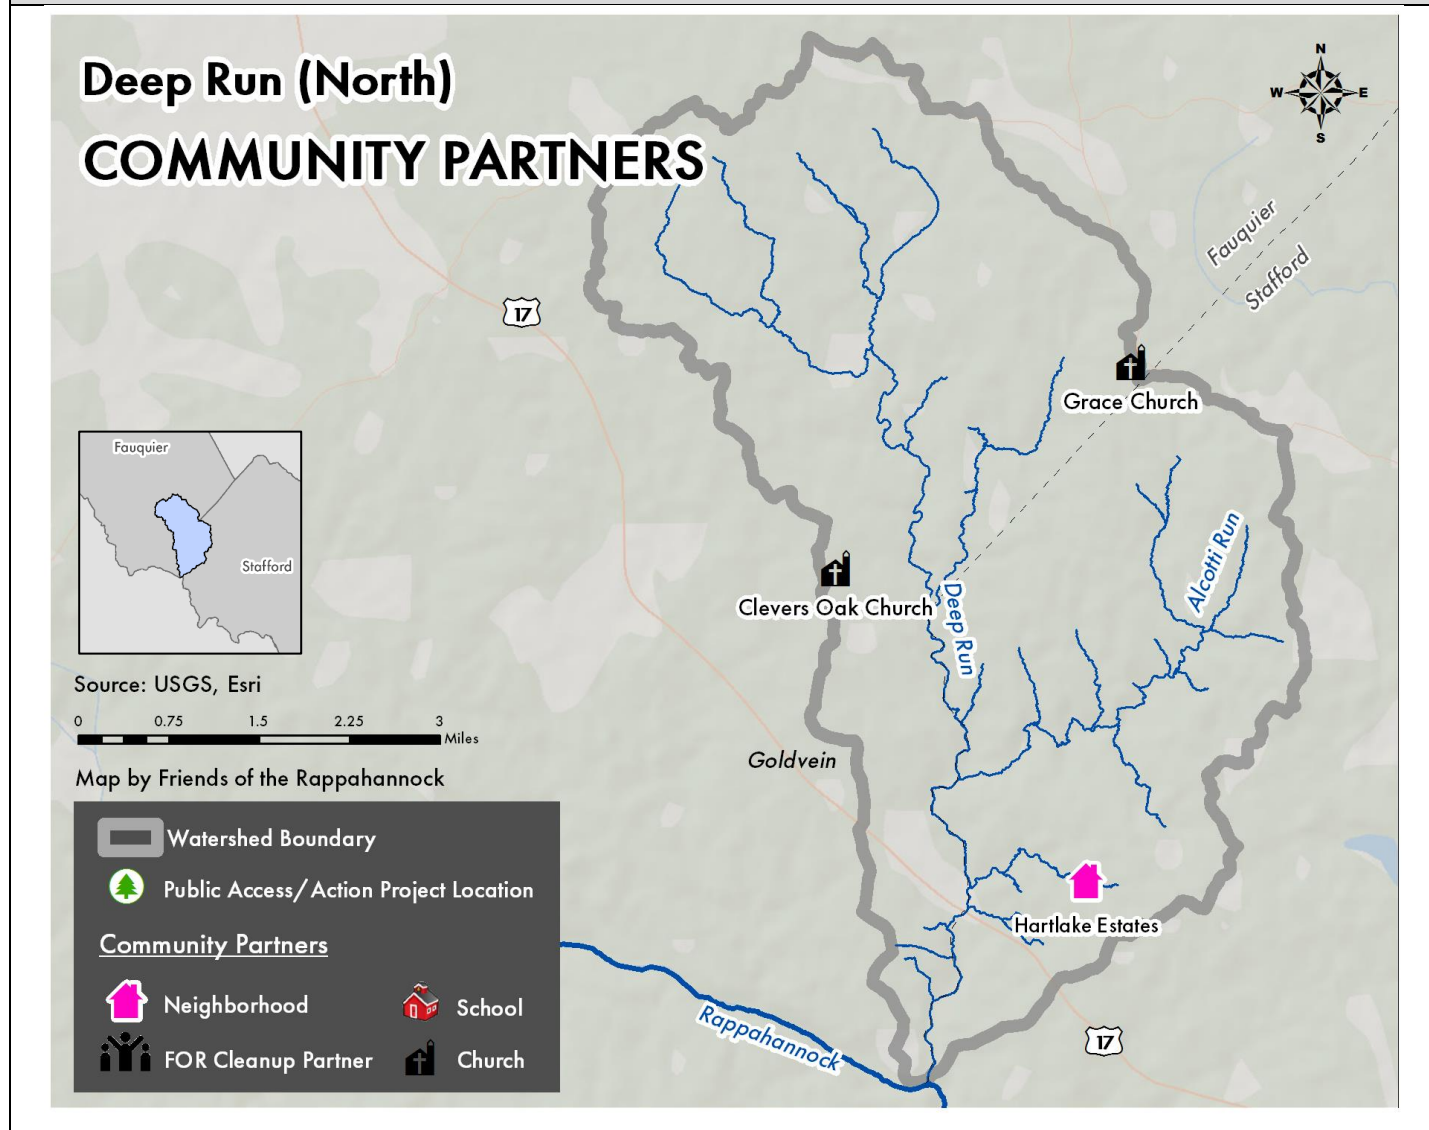 Deep Run (North)
COMMUNITY PARTNERS
N
W
E
S
Fauquier
Stafford
17
Grace Church
Fauquier
Stafford
Alcotti Run
Clevers Oak Church
Deep Run
Source: USGS, Esri
0 0.75 1.5 2.25 3
Miles
Goldvein
Map by Friends of the Rappahannock
Watershed Boundary
Public Access/Action Project Location
Community Partners
Neighborhood
School
FOR Cleanup Partner
Church
Hartlake Estates
Rappahannock
17